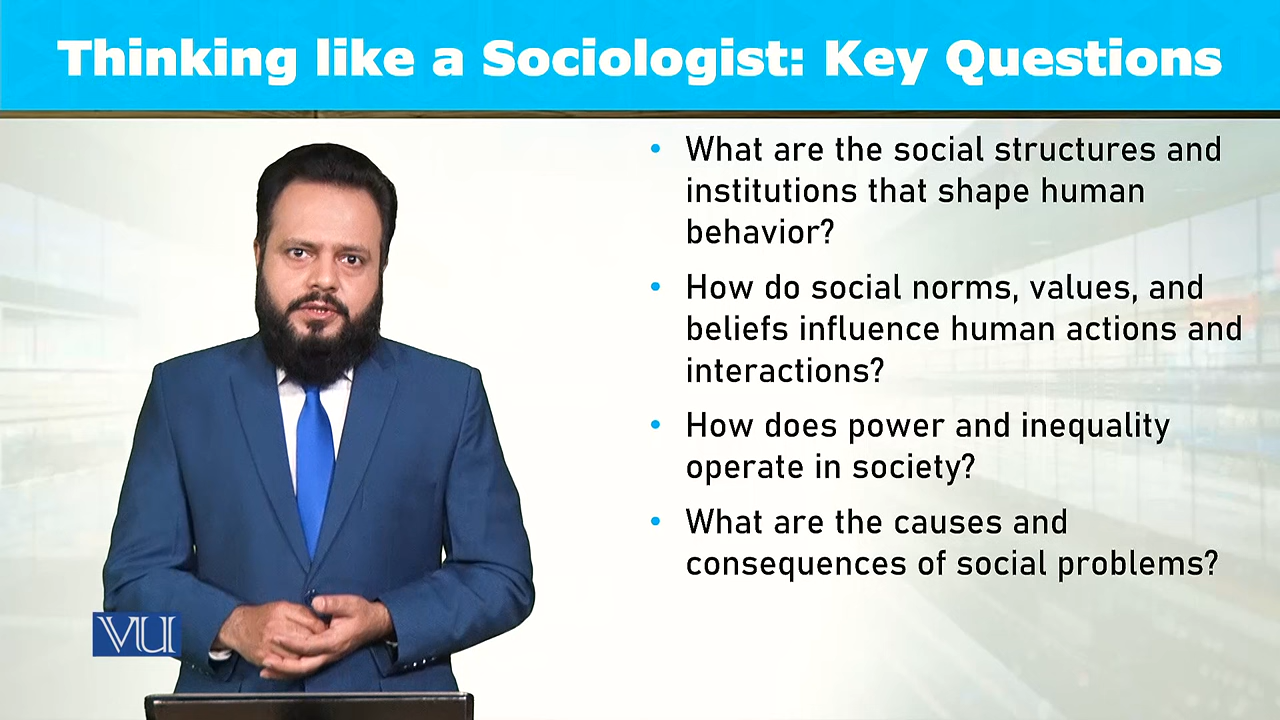 Thinking like a Sociologist: Key Questions
• What are the social structures and
institutions that shape human
behavior?
• How do social norms, values, and
beliefs influence human actions and
interactions?
• How does power and inequality
operate in society?
• What are the causes and
consequences of social problems?
VU